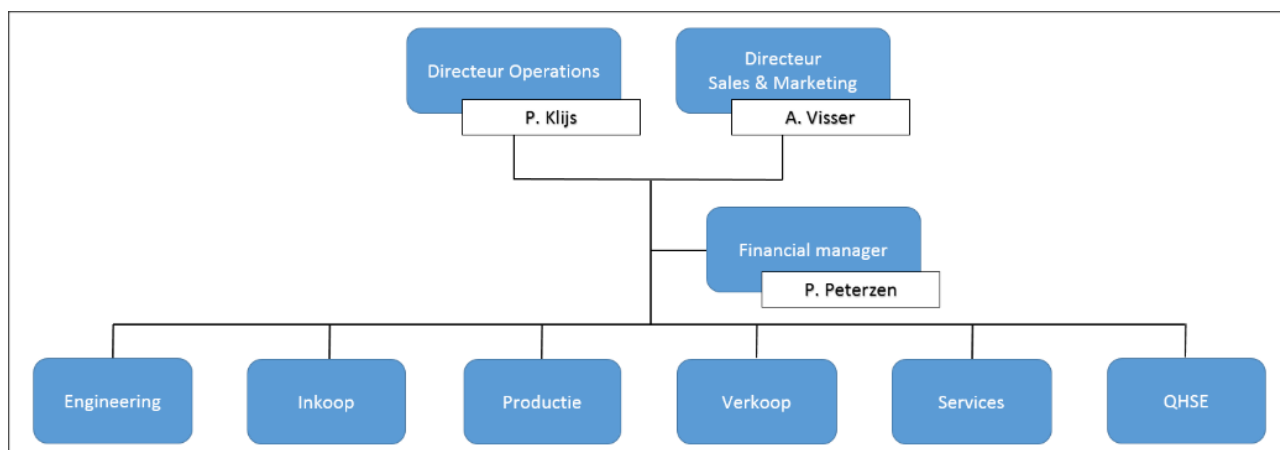 Directeur Operations
P. Klijs
Directeur
Sales & Marketing
A. Visser
Financial manager
P. Peterzen
Engineering
Inkoop
Productie
Verkoop
Services
QHSE